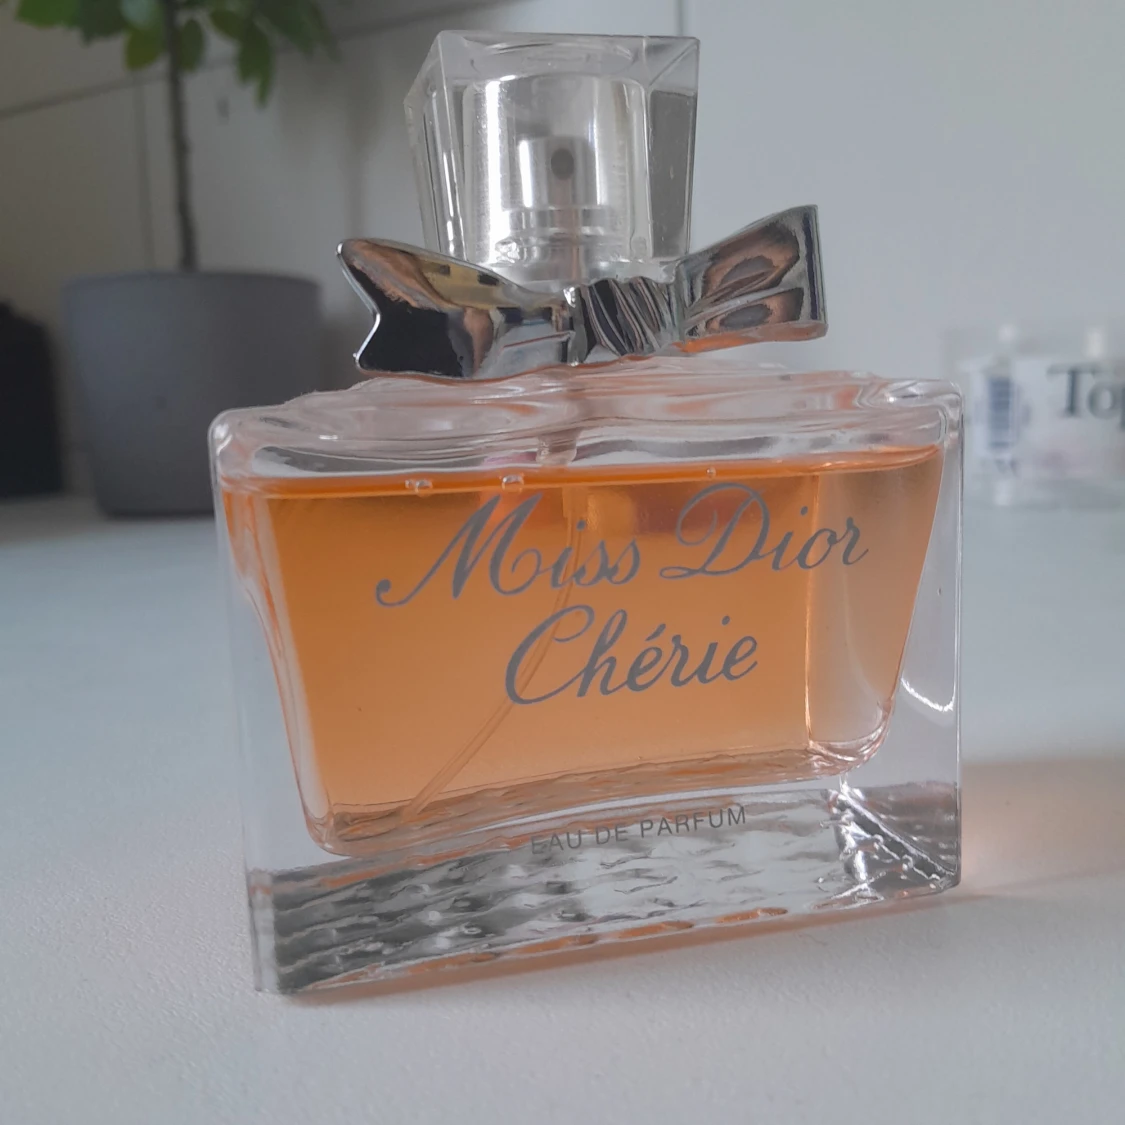 Miss Dior
Chérie
EAU DE PARFUM